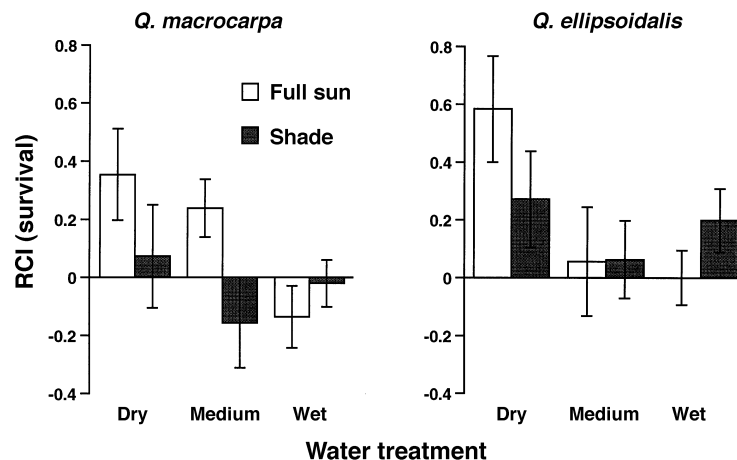 Q. macrocarpa
Q. ellipsoidalis
RCI (survival)
0.8
0.6
0.4
0.2
0
-0.2
-0.4
Full sun
Shade
0.8
0.6
0.4
0.2
0
-0.2
-0.4
Dry Medium Wet
Dry Medium Wet
Water treatment